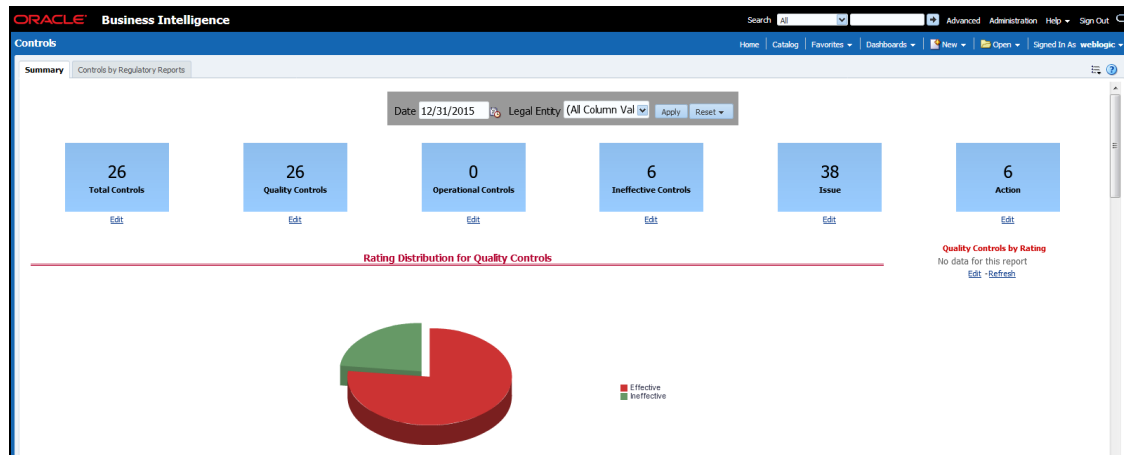 ORACLE Business Intelligence
Search All Advanced Administration Help Sign Out
Controls
Home Catalog Favorites Dashboards New Open Signed In As weblogic
Summary Controls by Regulatory Reports
Date 12/31/2015 Legal Entity (All Column Val Apply Reset
26
Total Controls
Edit
26
Quality Controls
Edit
0
Operational Controls
Edit
6
Ineffective Controls
Edit
38
Issue
Edit
6
Action
Edit
Rating Distribution for Quality Controls
Quality Controls by Rating
No data for this report
Edit - Refresh
Effective
Ineffective